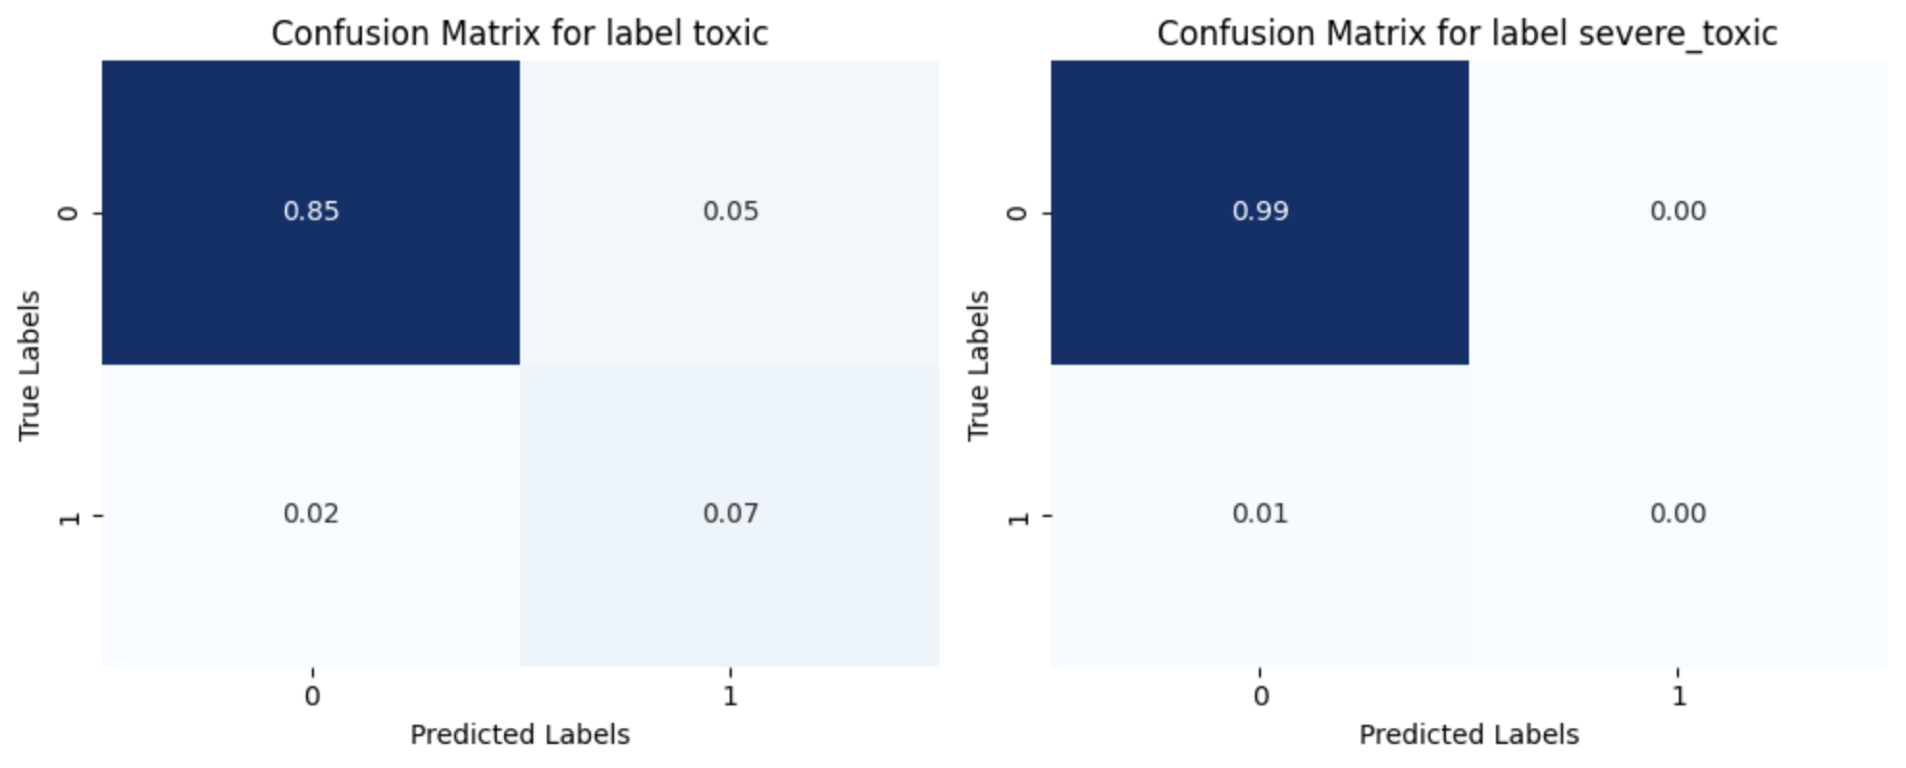 Confusion Matrix for label toxic
0.85 0.05
0
0.02 0.07
1
True Labels
0 1
Predicted Labels
Confusion Matrix for label severe_toxic
0.99 0.00
0
0.01 0.00
1
True Labels
0 1
Predicted Labels